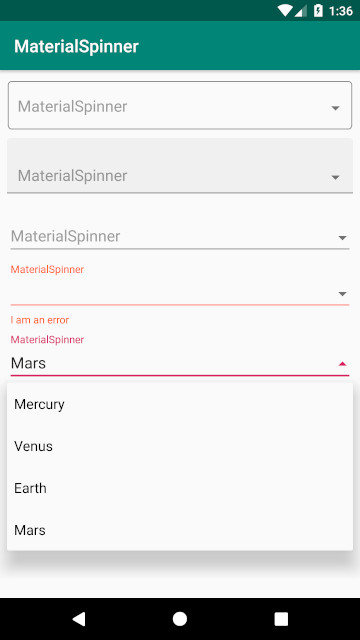 1:36
MaterialSpinner
MaterialSpinner
MaterialSpinner
MaterialSpinner
MaterialSpinner
I am an error
MaterialSpinner
Mars
Mercury
Venus
Earth
Mars